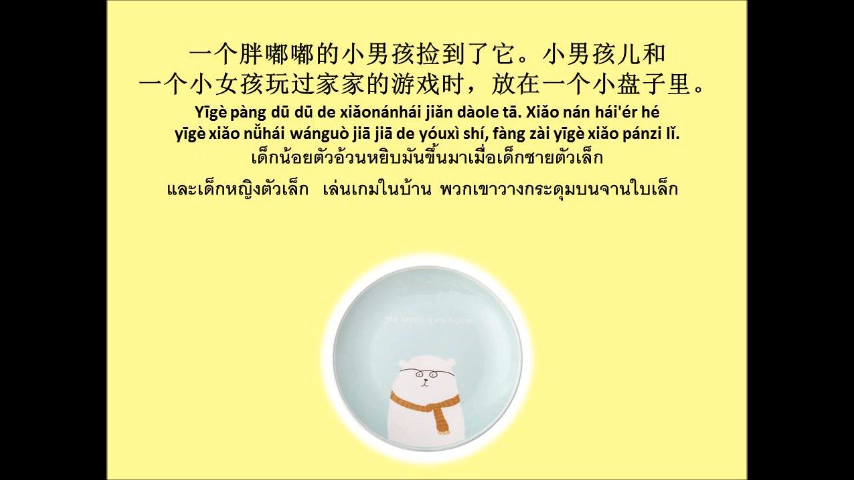 一个胖嘟嘟的小男孩捡到了它。小男孩儿和
一个小女孩玩过家家的游戏时，放在一个小盘子里。
Yīgè pàng dū dū de xiǎonánhái jiǎn dàole tā. Xiǎo nán hái'ér hé
yīgè xiǎo nǚhái wánguò jiā jiā de yóuxì shí, fàng zài yīgè xiǎo pánzi lǐ.
เด็กน้อยตัวอ้วนหยิบมันขึ้นมาเมื่อเด็กชายตัวเล็ก
และเด็กหญิงตัวเล็ก เล่นเกมในบ้าน พวกเขาวางกระดุมบนจานใบเล็ก